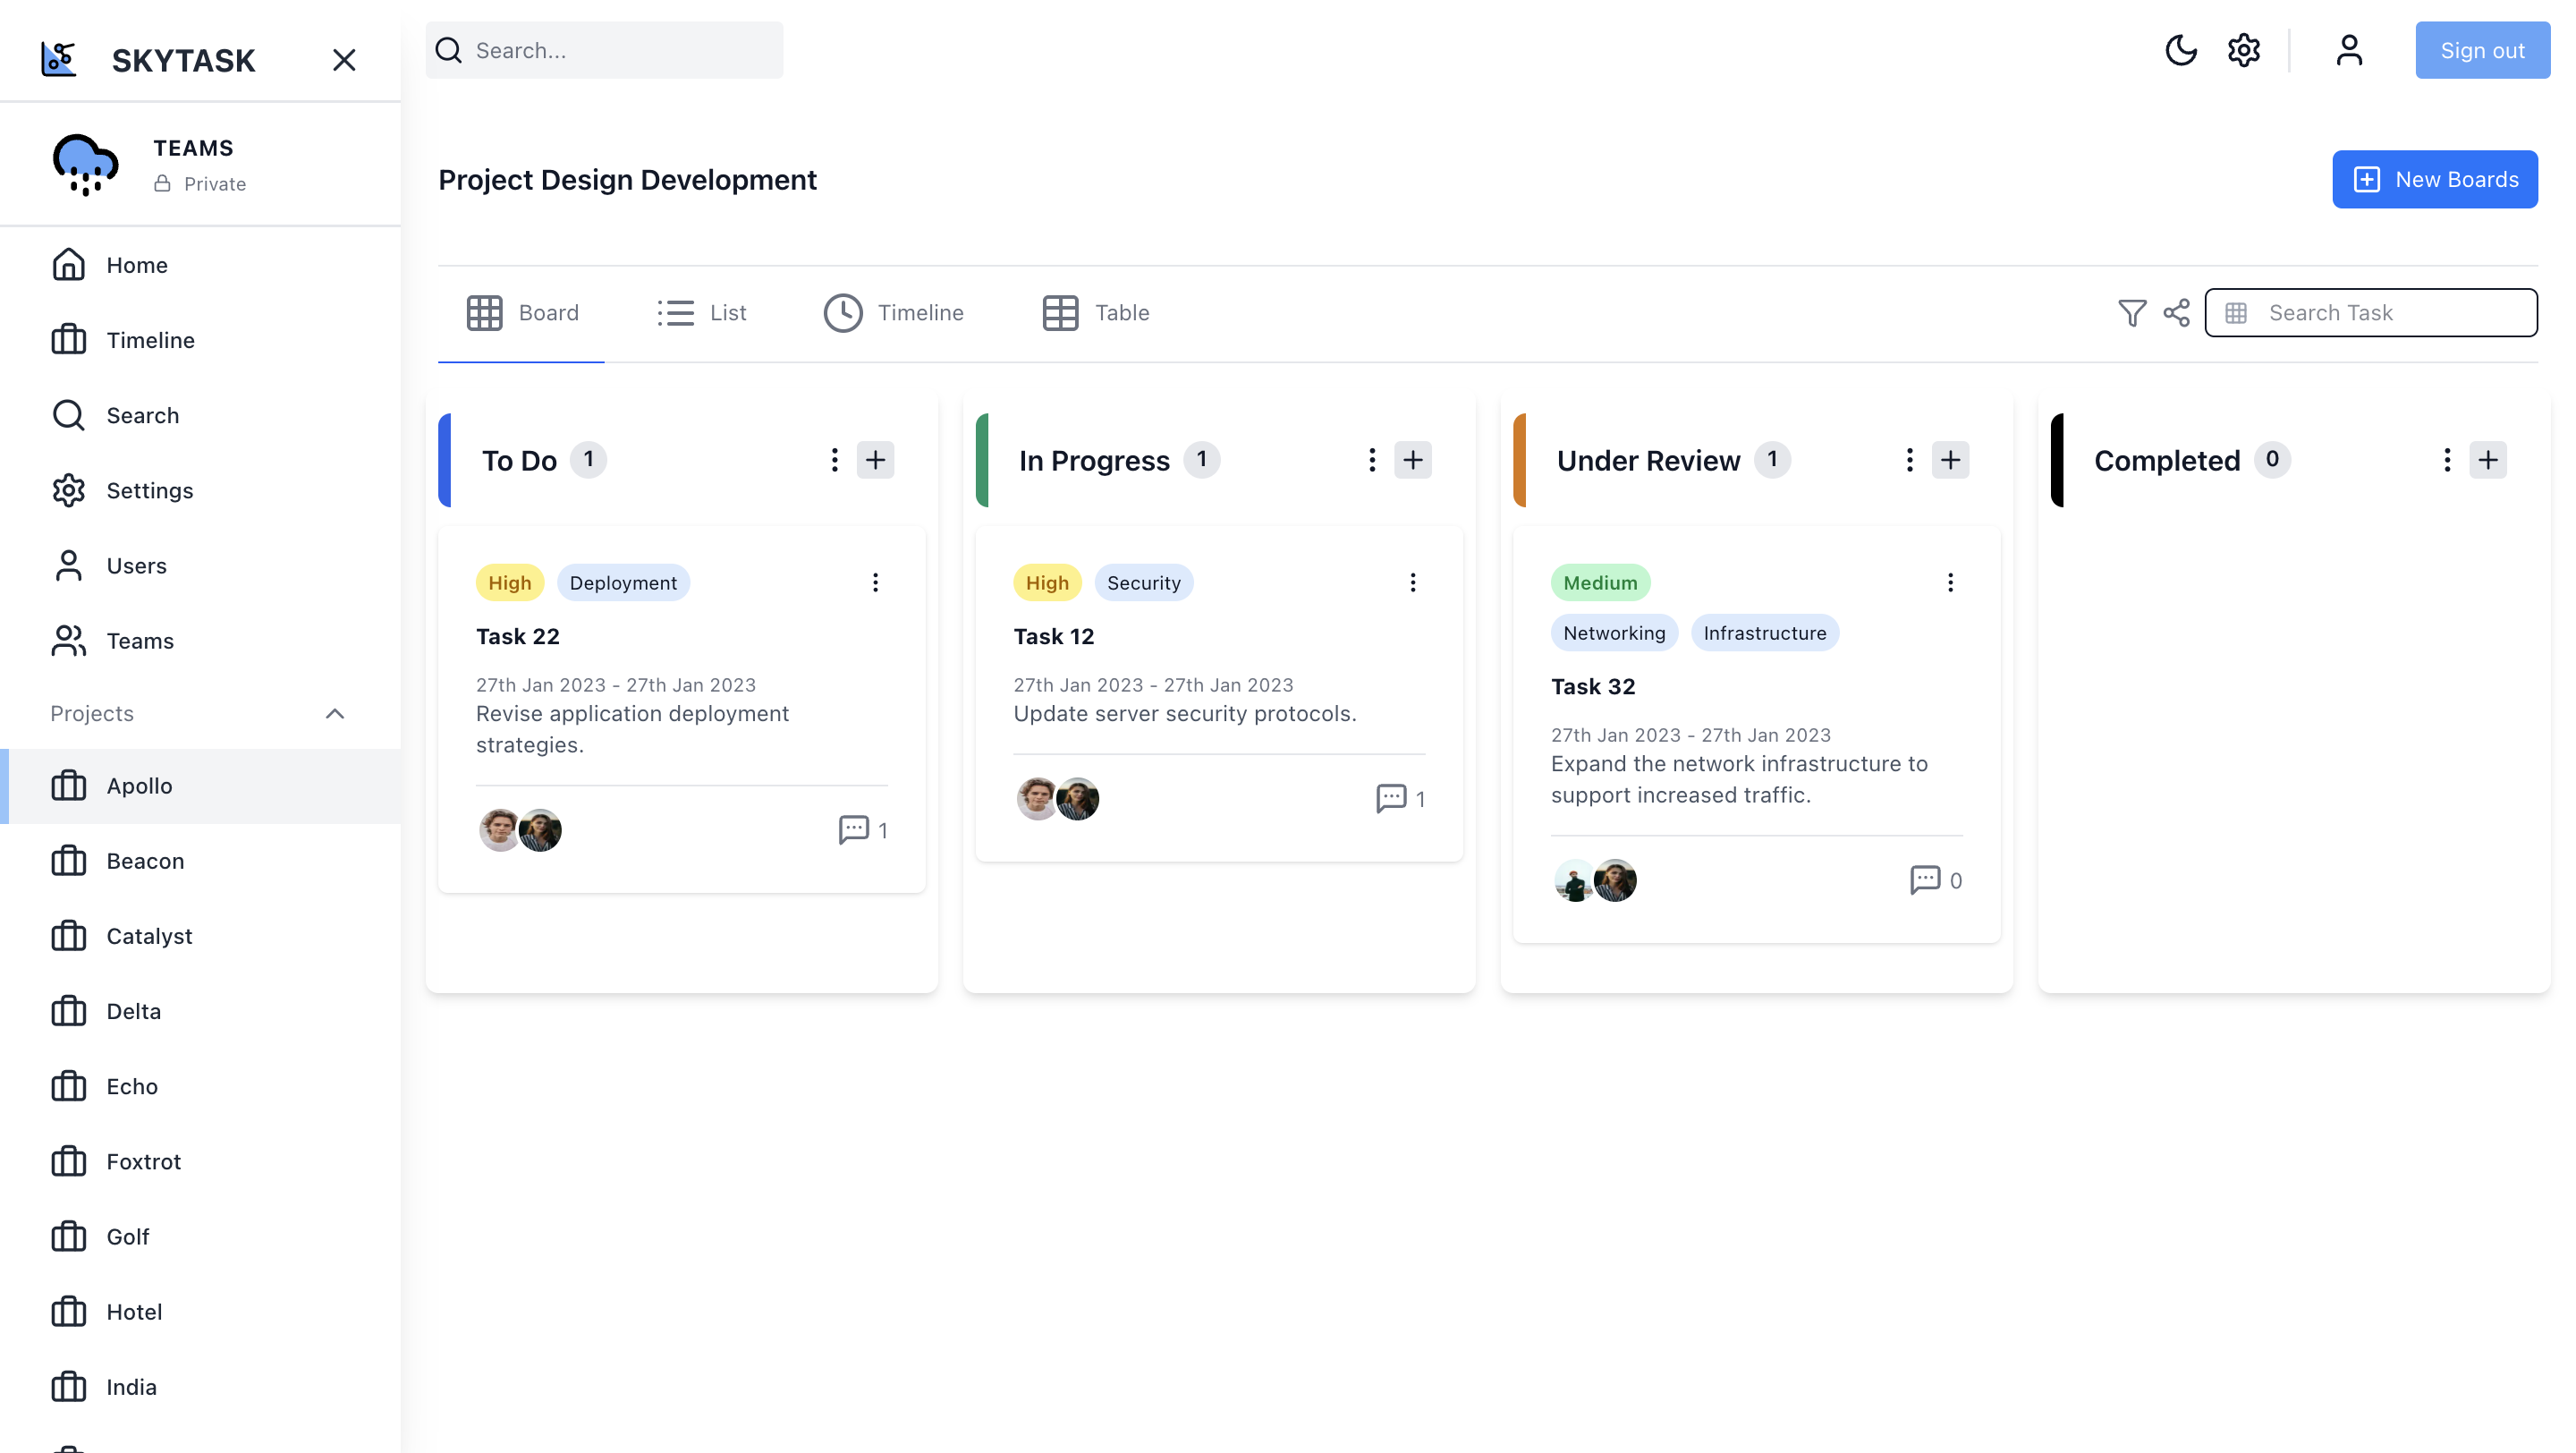 SKYTASK
TEAMS
Private
Home
Timeline
Search
Settings
Users
Teams
Projects
Apollo
Beacon
Catalyst
Delta
Echo
Foxtrot
Golf
Hotel
India
Search...
Sign out
Project Design Development
New Boards
Board
List
Timeline
Table
Search Task
To Do 1
High Deployment
Task 22
27th Jan 2023 - 27th Jan 2023
Revise application deployment
strategies.
1
In Progress 1
High Security
Task 12
27th Jan 2023 - 27th Jan 2023
Update server security protocols.
1
Under Review 1
Medium
Networking Infrastructure
Task 32
27th Jan 2023 - 27th Jan 2023
Expand the network infrastructure to
support increased traffic.
0
Completed 0